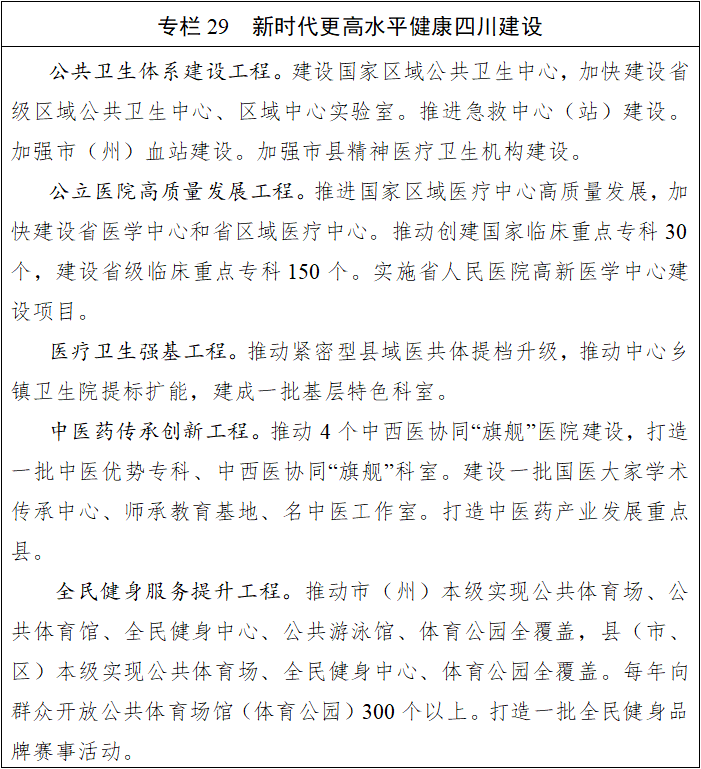 专栏 29 新时代更高水平健康四川建设
公共卫生体系建设工程。建设国家区域公共卫生中心，加快建设省
级区域公共卫生中心、区域中心实验室。推进急救中心（站）建设。
加强市（州）血站建设。加强市县精神医疗卫生机构建设。
公立医院高质量发展工程。推进国家区域医疗中心高质量发展，加
快建设省医学中心和省区域医疗中心。推动创建国家临床重点专科 30
个，建设省级临床重点专科 150 个。实施省人民医院高新医学中心建
设项目。
医疗卫生强基工程。推动紧密型县域医共体提档升级，推动中心乡
镇卫生院提标扩能，建成一批基层特色科室。
中医药传承创新工程。推动 4 个中西医协同“旗舰”医院建设，打造
一批中医优势专科、中西医协同“旗舰”科室。建设一批国医大家学术
传承中心、师承教育基地、名中医工作室。打造中医药产业发展重点
县。
全民健身服务提升工程。推动市（州）本级实现公共体育场、公
共体育馆、全民健身中心、公共游泳馆、体育公园全覆盖，县（市、
区）本级实现公共体育场、全民健身中心、体育公园全覆盖。每年向
群众开放公共体育场馆（体育公园）300 个以上。打造一批全民健身品
牌赛事活动。